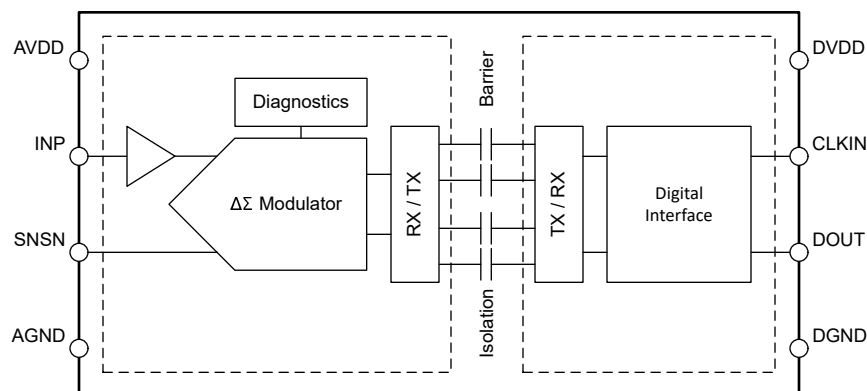 AVDD
DVDD
Barrier
Diagnostics
INP
CLKIN
ΔΣ Modulator
RX / TX
TX / RX
Digital
Interface
SNSN
DOUT
Isolation
AGND
DGND